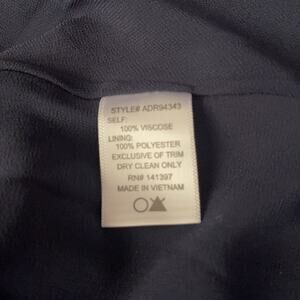 STYLE# ADR94343
SELF:
100% VISCOSE
LINING:
100% POLYESTER
EXCLUSIVE OF TRIM
DRY CLEAN ONLY
RN# 141397
MADE IN VIETNAM